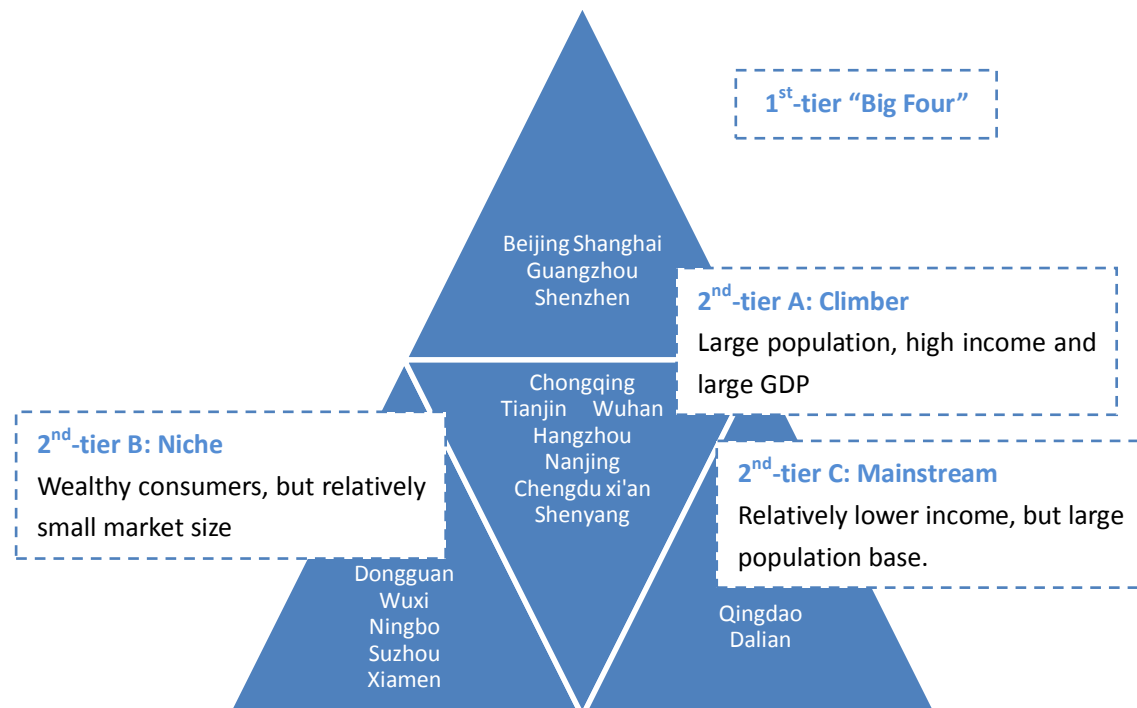 1st-tier “Big Four”
Beijing Shanghai
Guangzhou
Shenzhen
2nd-tier A: Climber
Large population, high income and
large GDP
Chongqing
Tianjin Wuhan
Hangzhou
Nanjing
Chengdu xi'an
Shenyang
2nd-tier B: Niche
Wealthy consumers, but relatively
small market size
2nd-tier C: Mainstream
Relatively lower income, but large
population base.
Dongguan
Wuxi
Ningbo
Suzhou
Xiamen
Qingdao
Dalian